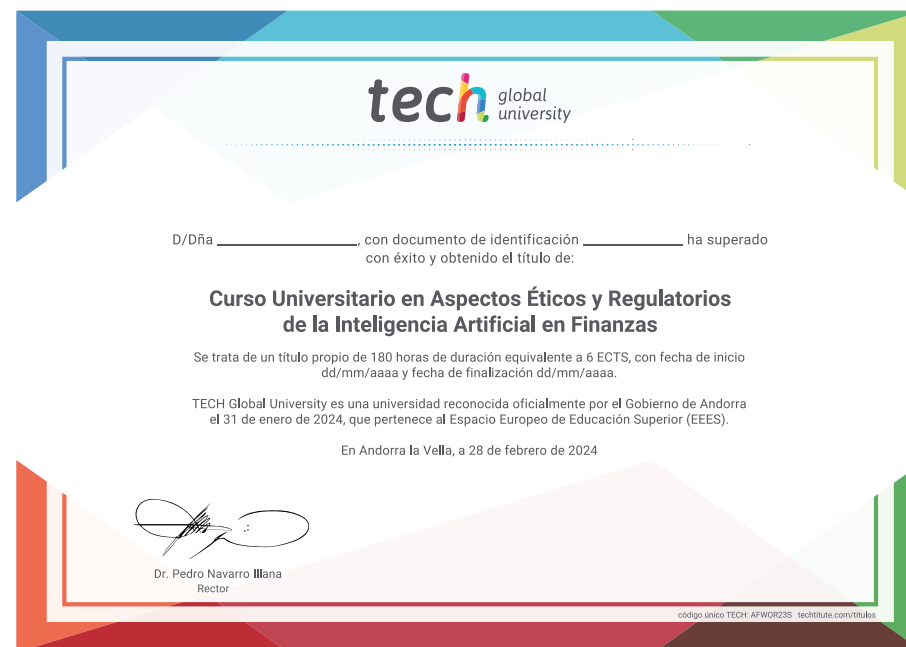 tech global university
D/Dña ____________________, con documento de identificación ______________ ha superado
con éxito y obtenido el título de:
Curso Universitario en Aspectos Éticos y Regulatorios
de la Inteligencia Artificial en Finanzas
Se trata de un título propio de 180 horas de duración equivalente a 6 ECTS, con fecha de inicio
dd/mm/aaaa y fecha de finalización dd/mm/aaaa.
TECH Global University es una universidad reconocida oficialmente por el Gobierno de Andorra
el 31 de enero de 2024, que pertenece al Espacio Europeo de Educación Superior (EEES).
En Andorra la Vella, a 28 de febrero de 2024
Dr. Pedro Navarro Illana
Rector
código único TECH: AFWOR23S techtitute.com/titulos